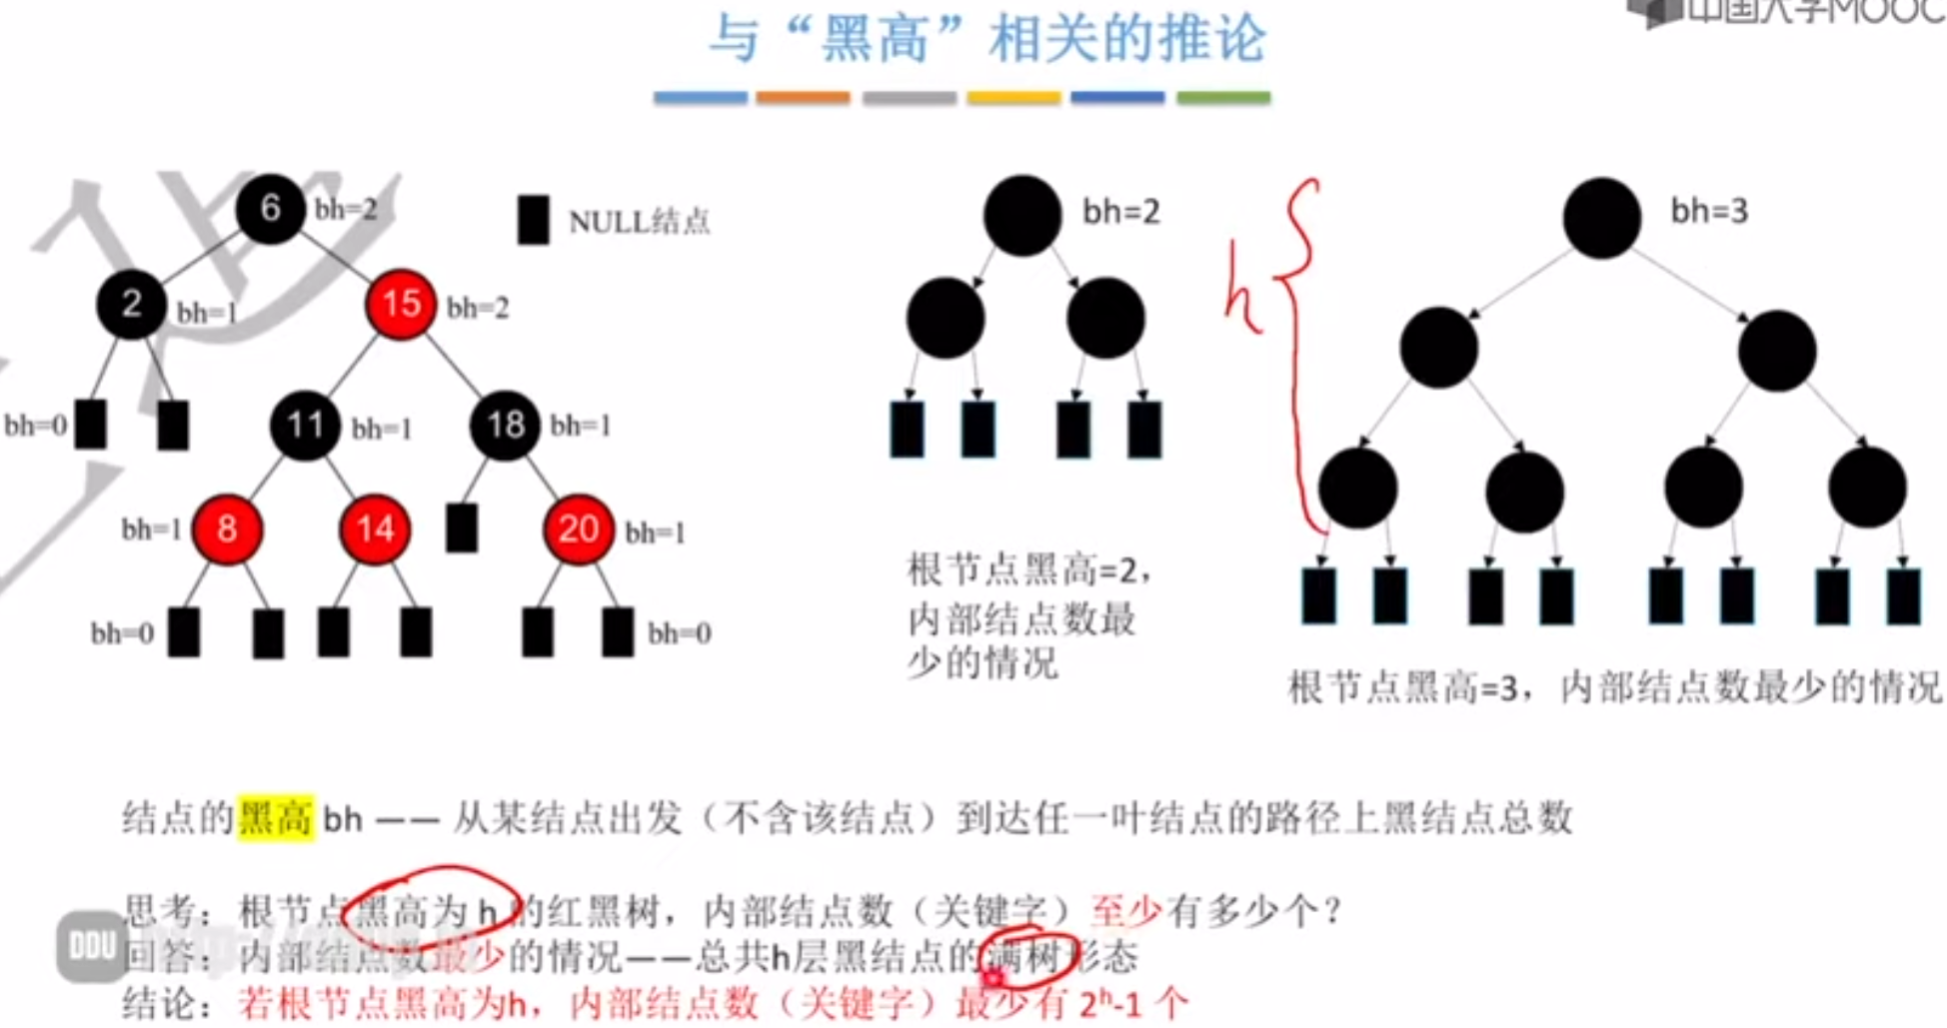 中国大学MOOC
与“黑高”相关的推论
6 bh=2
NULL结点
2 bh=1
15 bh=2
bh=0
11 bh=1
18 bh=1
bh=1 8
14
20 bh=1
bh=0
bh=0
bh=2
根节点黑高=2，
内部结点数最
少的情况
h
bh=3
根节点黑高=3，内部结点数最少的情况
结点的黑高 bh —— 从某结点出发（不含该结点）到达任一叶结点的路径上黑结点总数
思考：根节点黑高为 h 的红黑树，内部结点数（关键字）至少有多少个？
回答：内部结点数最少的情况——总共h层黑结点的满树形态
结论：若根节点黑高为h，内部结点数（关键字）最少有 2ʰ-1 个
DDU